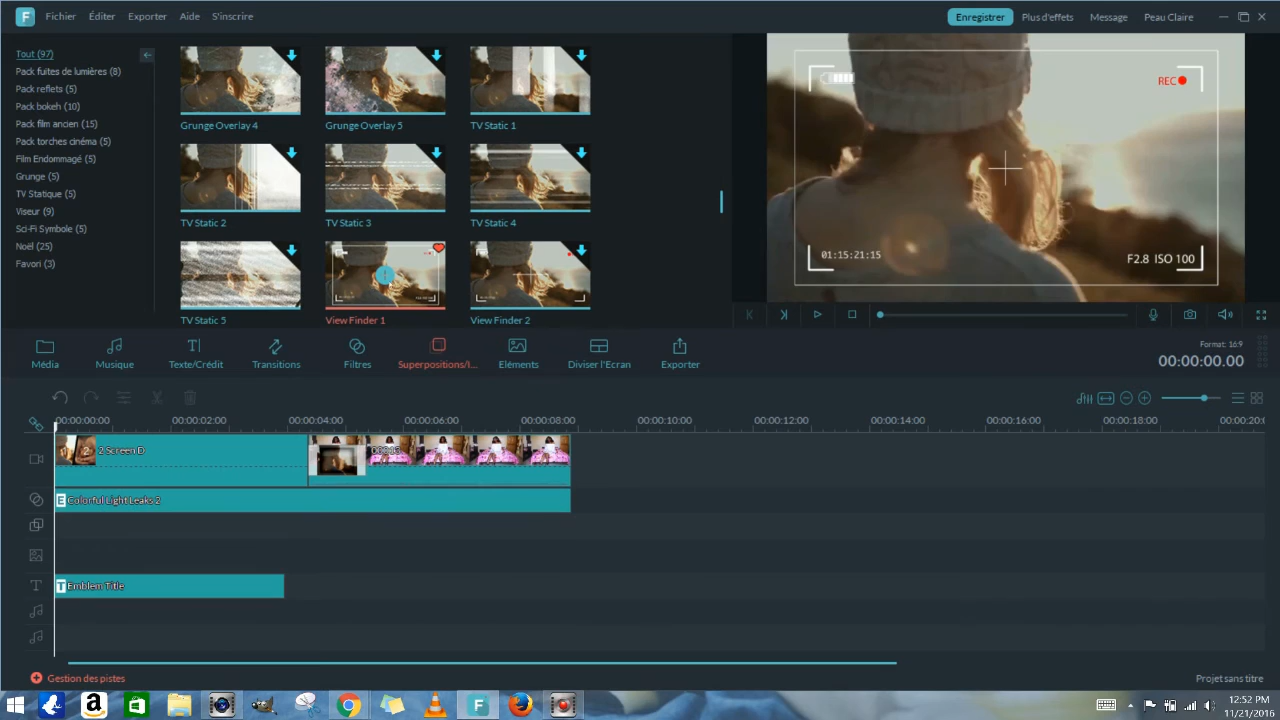 Fichier Éditer Exporter Aide S'inscrire
Enregistrer Plus d'effets Message Peau Claire
Tout (97)
Pack fuites de lumières (8)
Pack reflets (5)
Pack bokeh (10)
Pack film ancien (15)
Pack torches cinéma (5)
Film Endommagé (5)
Grunge (5)
TV Statique (5)
Viseur (9)
Sci-Fi Symbole (5)
Noël (25)
Favori (3)
Grunge Overlay 4
Grunge Overlay 5
TV Static 1
TV Static 2
TV Static 3
TV Static 4
TV Static 5
View Finder 1
View Finder 2
REC
01:15:21:15
F2.8 ISO 100
Média
Musique
Texte/Crédit
Transitions
Filtres
Superpositions/I...
Eléments
Diviser l'Ecran
Exporter
Format: 16:9
00:00:00.00
00:00:00:00 00:00:02:00 00:00:04:00 00:00:06:00 00:00:08:00 00:00:10:00 00:00:12:00 00:00:14:00 00:00:16:00 00:00:18:00 00:00:20:0
2 Screen D
E Colorful Light Leaks 2
T Emblem Title
Gestion des pistes
Projet sans titre
12:52 PM
11/21/2016